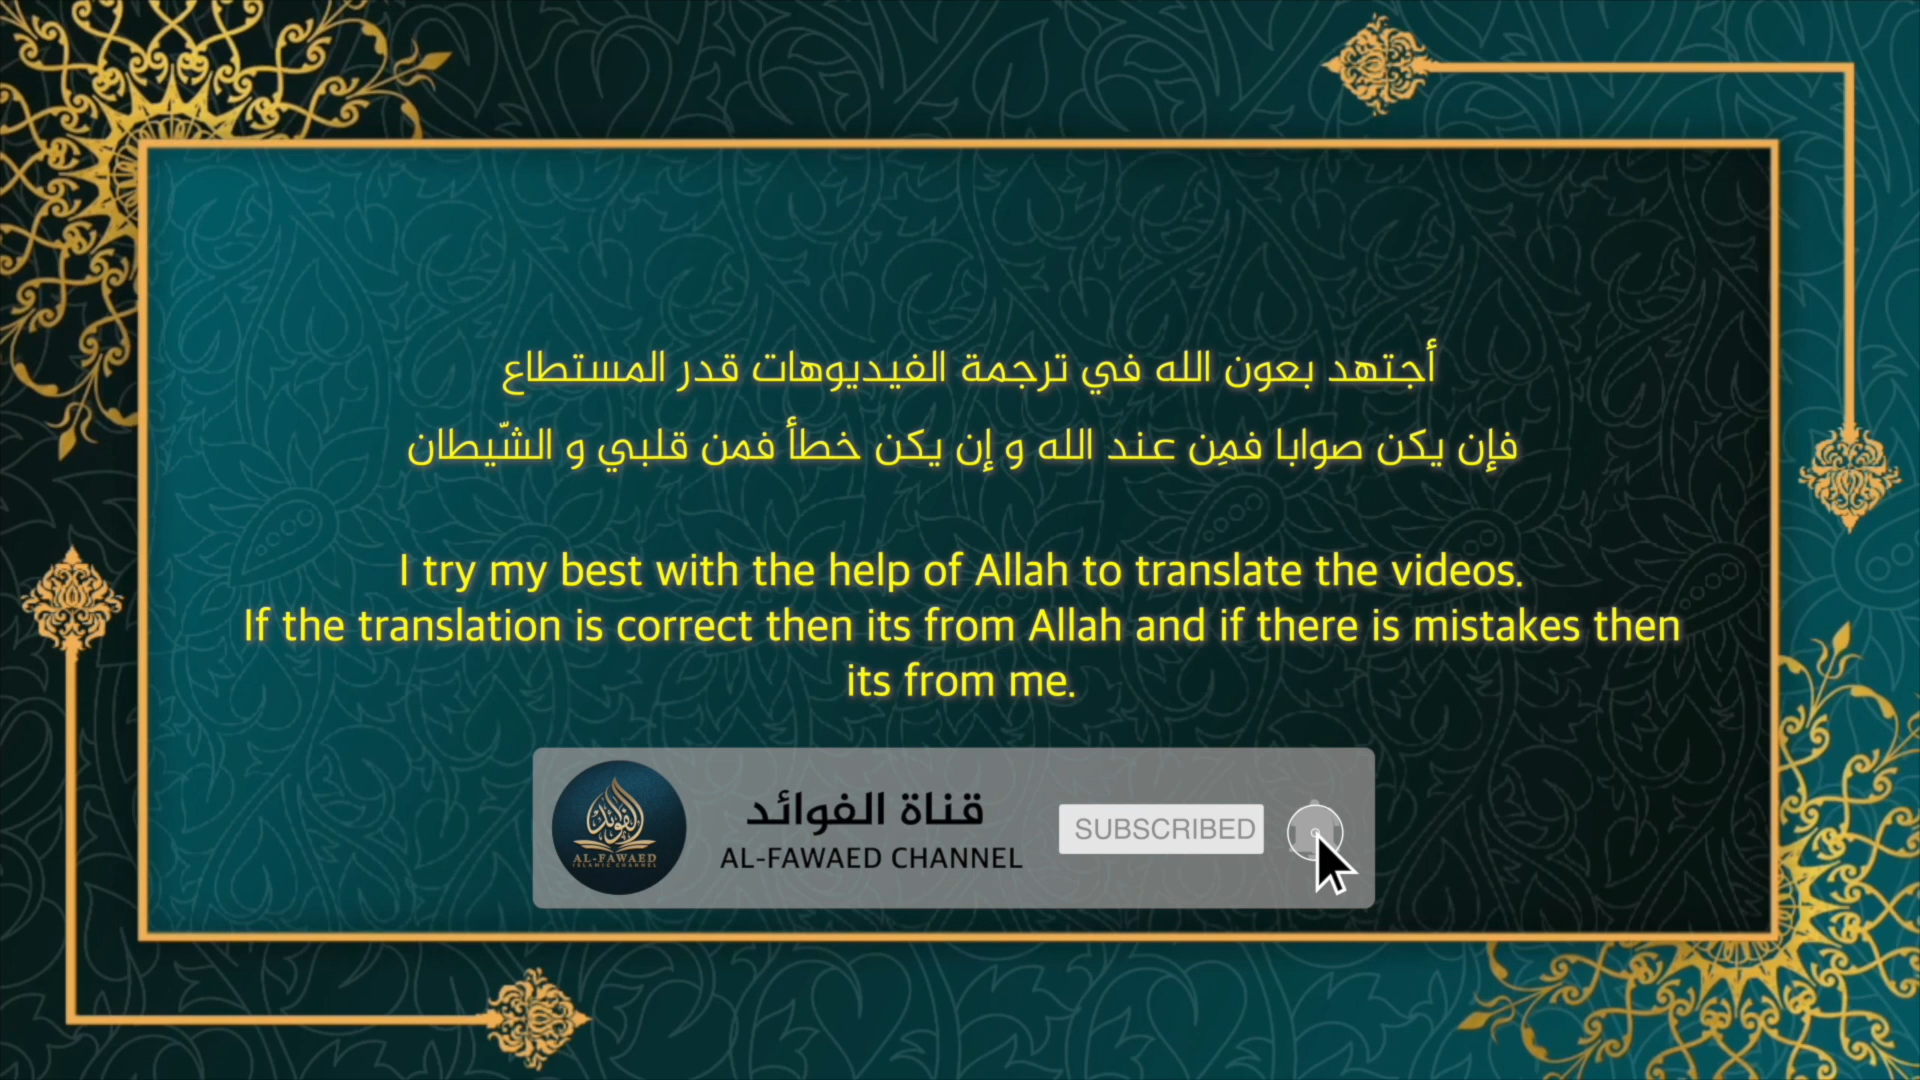 أجتهد بعون الله في ترجمة الفيديوهات قدر المستطاع
فإن يكن صوابا فمِن عند الله و إن يكن خطأ فمن قلبي و الشّيطان
I try my best with the help of Allah to translate the videos.
If the translation is correct then its from Allah and if there is mistakes then
its from me.
الفوائد
AL-FAWAED
ISLAMIC CHANNEL
قناة الفوائد
AL-FAWAED CHANNEL
SUBSCRIBED